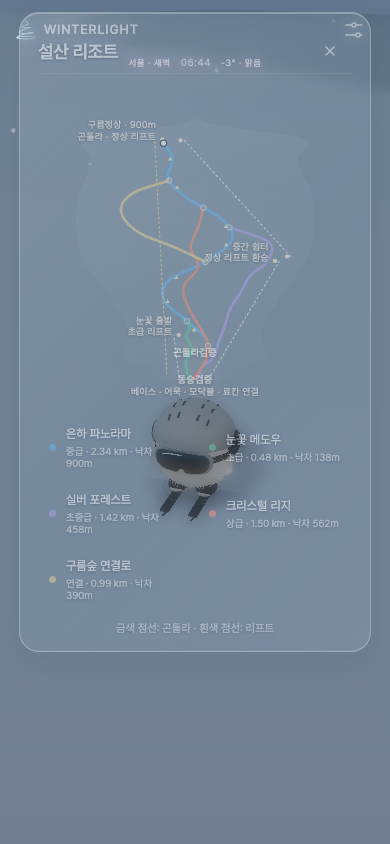 WINTERLIGHT
설산 리조트
서울 · 새벽 06:44 -3° · 맑음
구름정상 · 900m
곤돌라 · 정상 리프트
중간 쉼터
정상 리프트 환승
눈꽃 출발
초급 리프트
곤돌라검증
동승검증
베이스 · 어묵 · 모닥불 · 료칸 연결
은하 파노라마
중급 · 2.34 km · 낙차
900m
눈꽃 메도우
초급 · 0.48 km · 낙차 138m
실버 포레스트
초중급 · 1.42 km · 낙차
458m
크리스털 리지
상급 · 1.50 km · 낙차 562m
구름숲 연결로
연결 · 0.99 km · 낙차
390m
금색 점선: 곤돌라 · 흰색 점선: 리프트